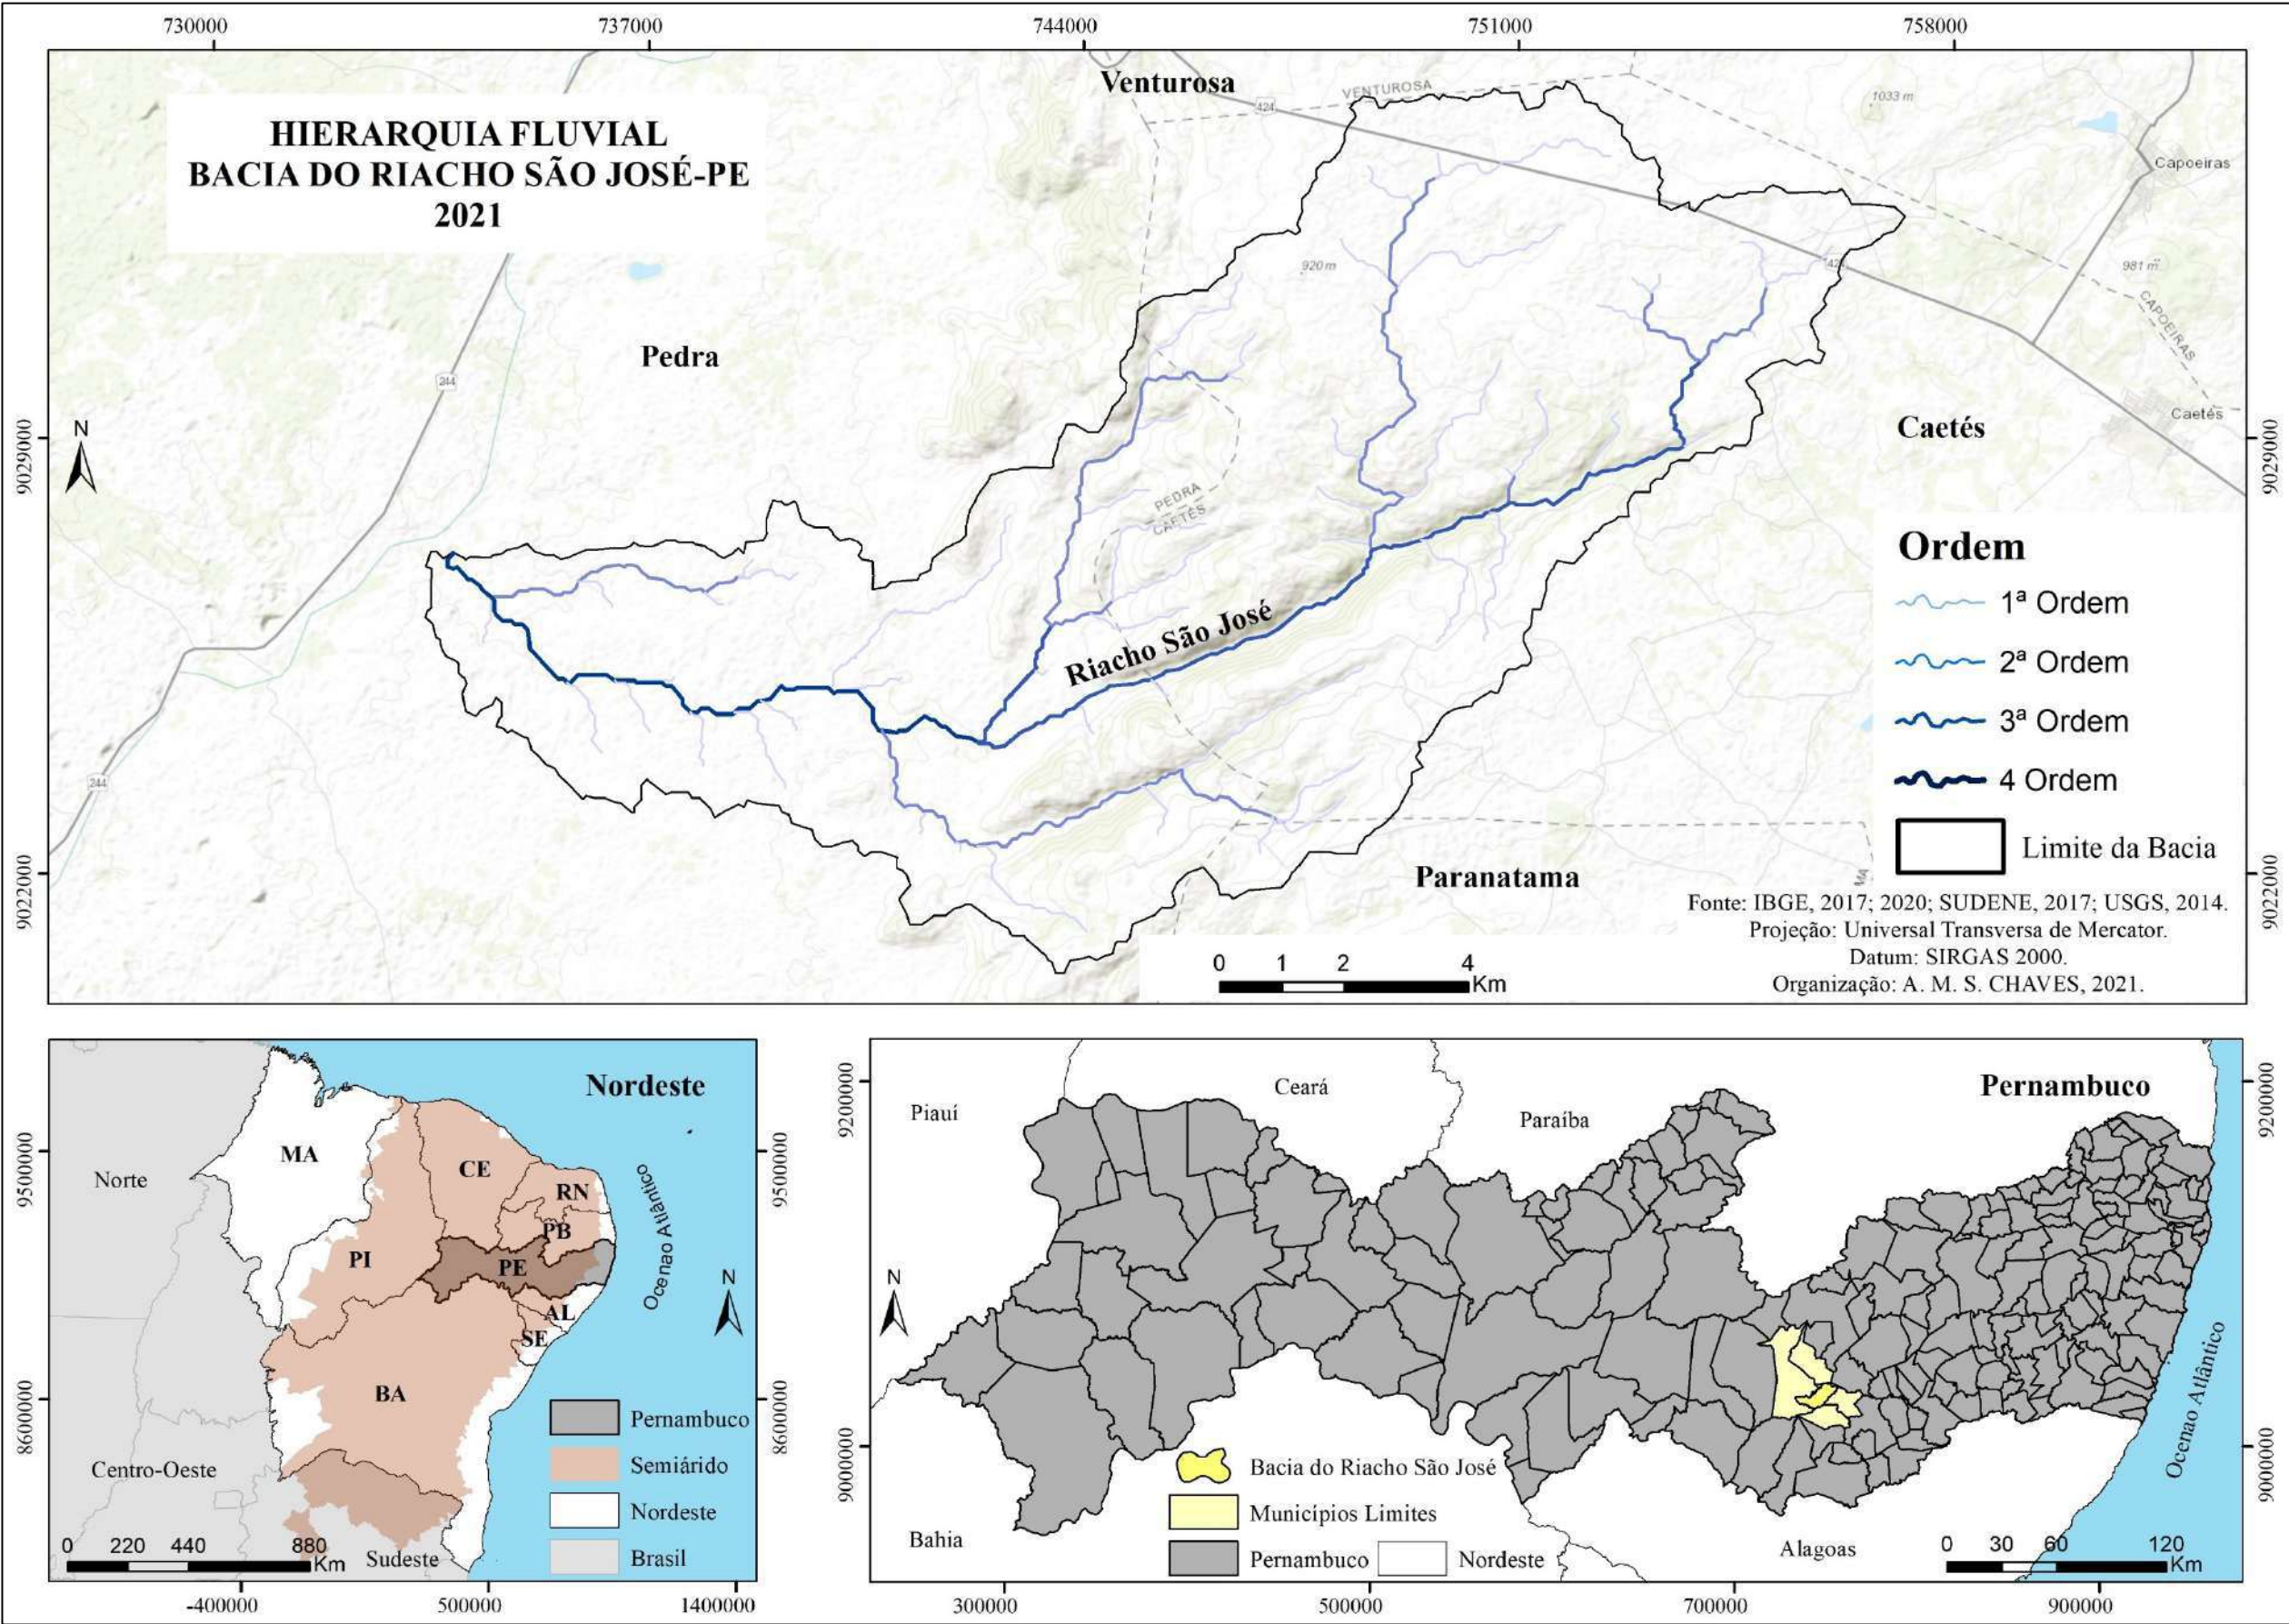 730000
737000
744000
751000
758000
HIERARQUIA FLUVIAL
BACIA DO RIACHO SÃO JOSÉ-PE
2021
Venturosa
VENTUROSA
424
1033 m
Capoeiras
920 m
424
981 m
CAPOEIRAS
Pedra
244
Caetés
Caetés
N
9029000
9029000
PEDRA
CAETÉS
Riacho São José
244
Ordem
1ª Ordem
2ª Ordem
3ª Ordem
4 Ordem
Limite da Bacia
9022000
9022000
Paranatama
MA
Fonte: IBGE, 2017; 2020; SUDENE, 2017; USGS, 2014.
Projeção: Universal Transversa de Mercator.
Datum: SIRGAS 2000.
Organização: A. M. S. CHAVES, 2021.
0 1 2 4
Km
Nordeste
Norte
MA
CE
RN
PB
PI
PE
AL
SE
BA
Ocenao Atlântico
N
9500000
9500000
8600000
8600000
Centro-Oeste
Sudeste
Pernambuco
Semiárido
Nordeste
Brasil
0 220 440 880
Km
-400000
500000
1400000
Pernambuco
Piauí
Ceará
Paraíba
9200000
9200000
N
Ocenao Atlântico
9000000
9000000
Bahia
Alagoas
Bacia do Riacho São José
Municípios Limites
Pernambuco
Nordeste
0 30 60 120
Km
300000
500000
700000
900000